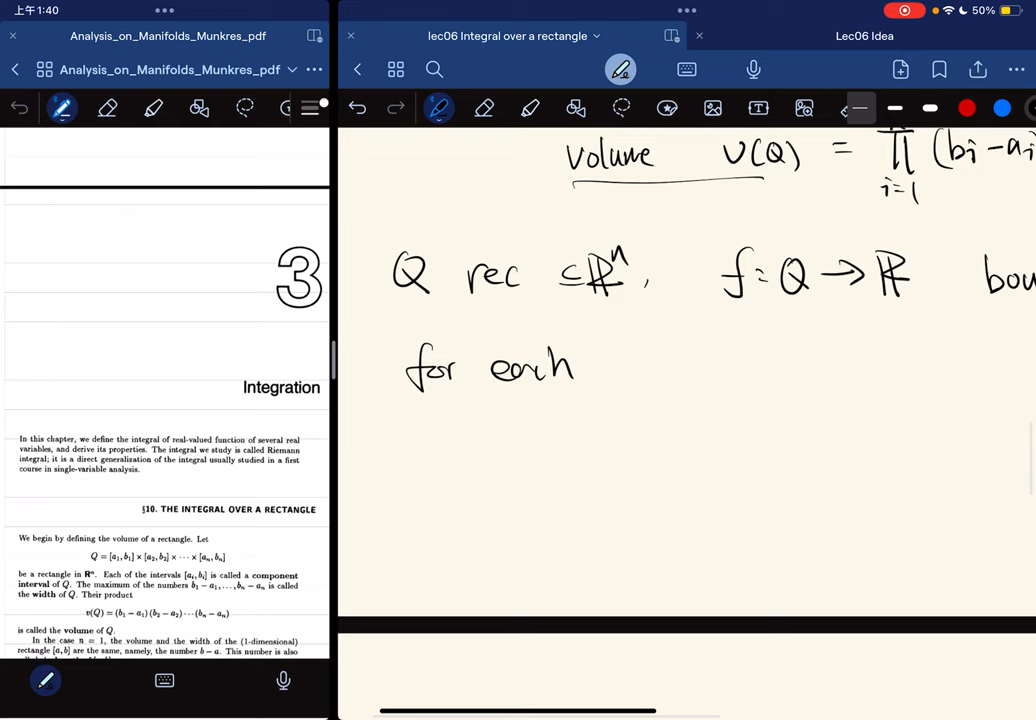 上午1:40
50%
Analysis_on_Manifolds_Munkres_pdf
Analysis_on_Manifolds_Munkres_pdf
3
Integration
In this chapter, we define the integral of real-valued function of several real
variables, and derive its properties. The integral we study is called Riemann
integral; it is a direct generalization of the integral usually studied in a first
course in single-variable analysis.
§10. THE INTEGRAL OVER A RECTANGLE
We begin by defining the volume of a rectangle. Let
Q = [a₁, b₁] × [a₂, b₂] × · · · × [aₙ, bₙ]
be a rectangle in Rⁿ. Each of the intervals [aᵢ, bᵢ] is called a component
interval of Q. The maximum of the numbers b₁ − a₁, . . . , bₙ − aₙ is called
the width of Q. Their product
v(Q) = (b₁ − a₁)(b₂ − a₂) · · · (bₙ − aₙ)
is called the volume of Q.
In the case n = 1, the volume and the width of the (1-dimensional)
rectangle [a, b] are the same, namely, the number b − a. This number is also
lec06 Integral over a rectangle
Lec06 Idea
Volume V(Q) = ∏ (bi − ai
i=1
Q rec ⊆ ℝⁿ, f: Q → ℝ bou
for each